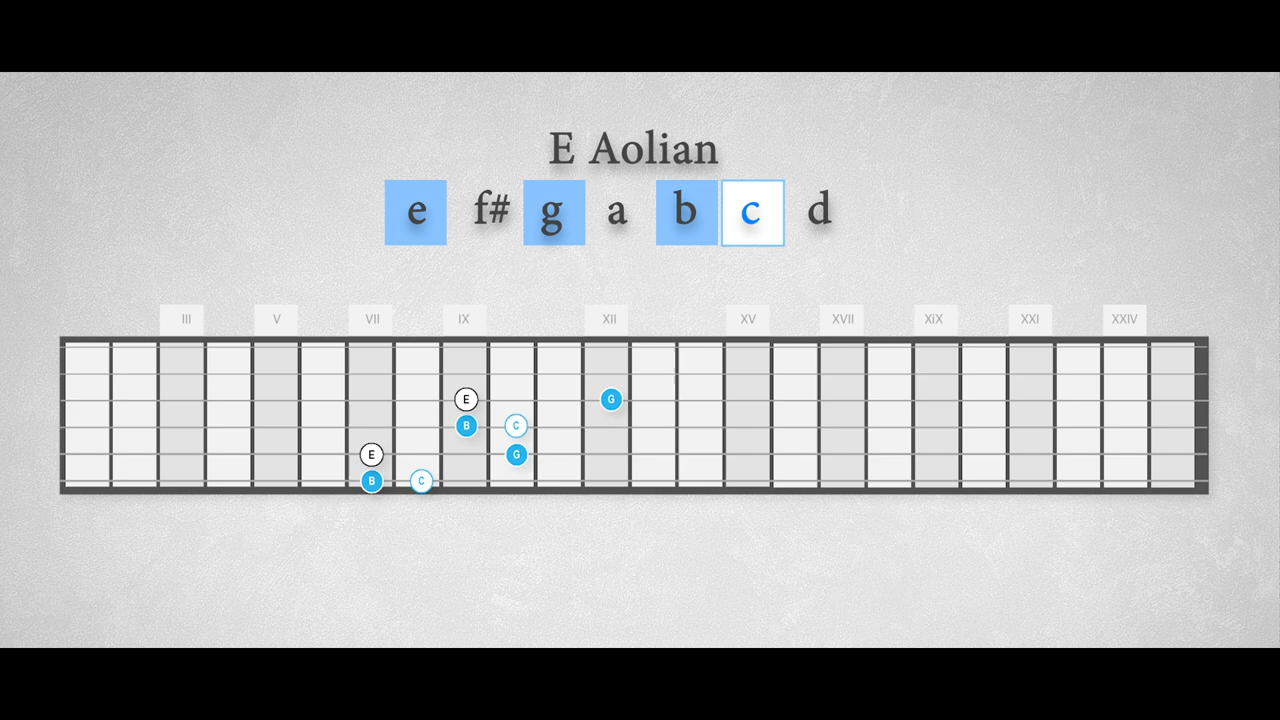 E Aolian
e f# g a b c d
III V VII IX XII XV XVII XiX XXI XXIV
E G
B C
E G
B C